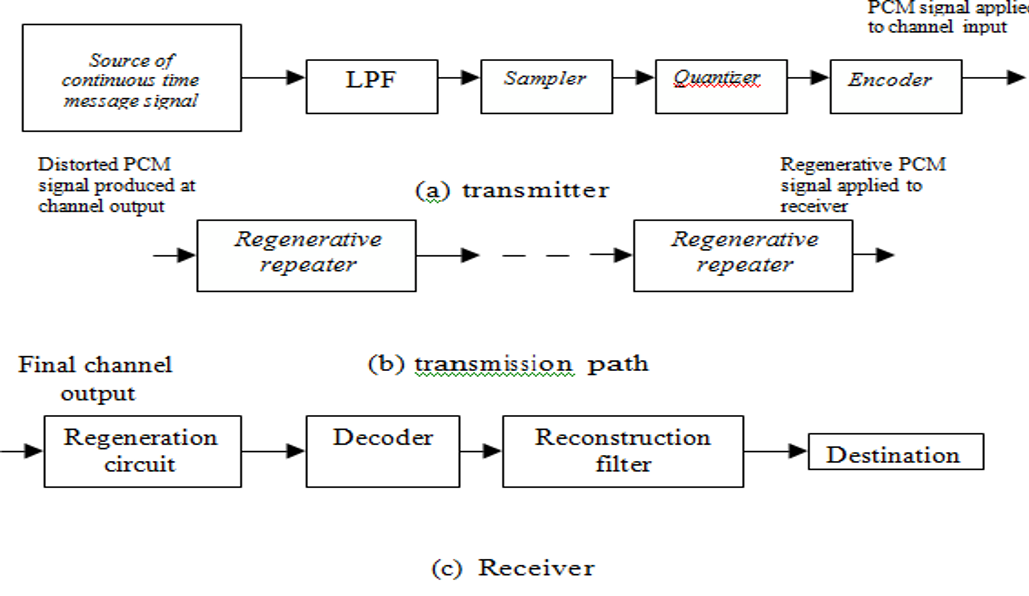 PCM signal applie
to channel input
Source of
continuous time
message signal
LPF
Sampler
Quantizer
Encoder
Distorted PCM
signal produced at
channel output
(a) transmitter
Regenerative PCM
signal applied to
receiver
Regenerative
repeater
Regenerative
repeater
(b) transmission path
Final channel
output
Regeneration
circuit
Decoder
Reconstruction
filter
Destination
(c) Receiver